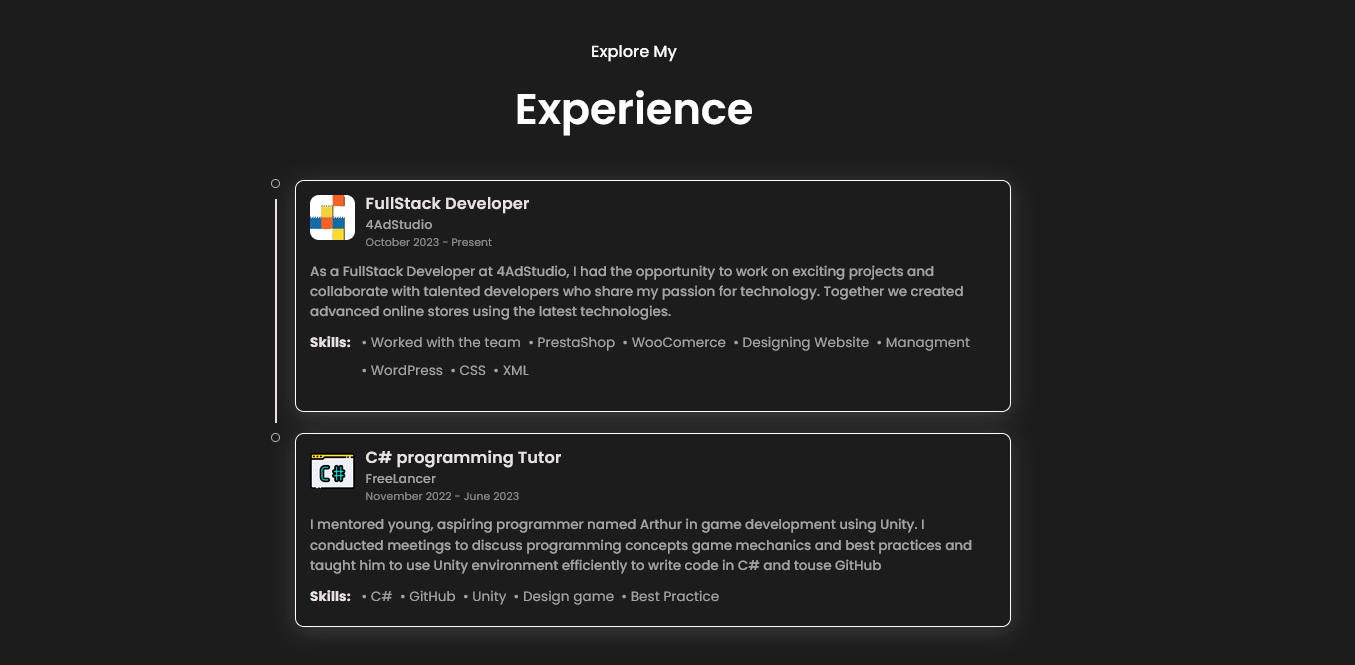 Explore My
Experience
FullStack Developer
4AdStudio
October 2023 - Present
As a FullStack Developer at 4AdStudio, I had the opportunity to work on exciting projects and
collaborate with talented developers who share my passion for technology. Together we created
advanced online stores using the latest technologies.
Skills: • Worked with the team • PrestaShop • WooComerce • Designing Website • Managment
• WordPress • CSS • XML
C#
C# programming Tutor
FreeLancer
November 2022 - June 2023
I mentored young, aspiring programmer named Arthur in game development using Unity. I
conducted meetings to discuss programming concepts game mechanics and best practices and
taught him to use Unity environment efficiently to write code in C# and touse GitHub
Skills: • C# • GitHub • Unity • Design game • Best Practice